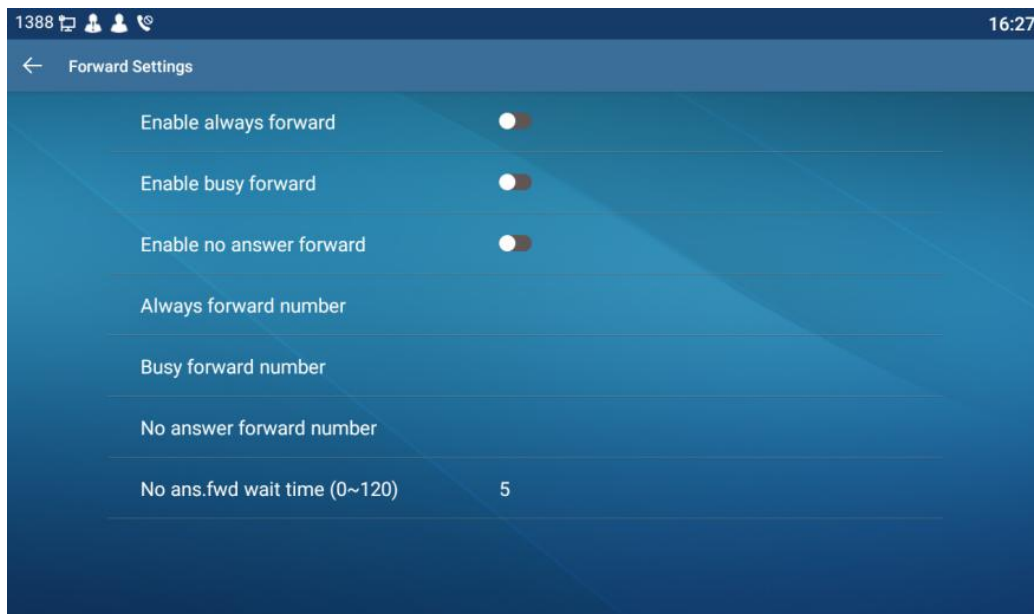 1388 16:27
Forward Settings
Enable always forward
Enable busy forward
Enable no answer forward
Always forward number
Busy forward number
No answer forward number
No ans.fwd wait time (0~120) 5